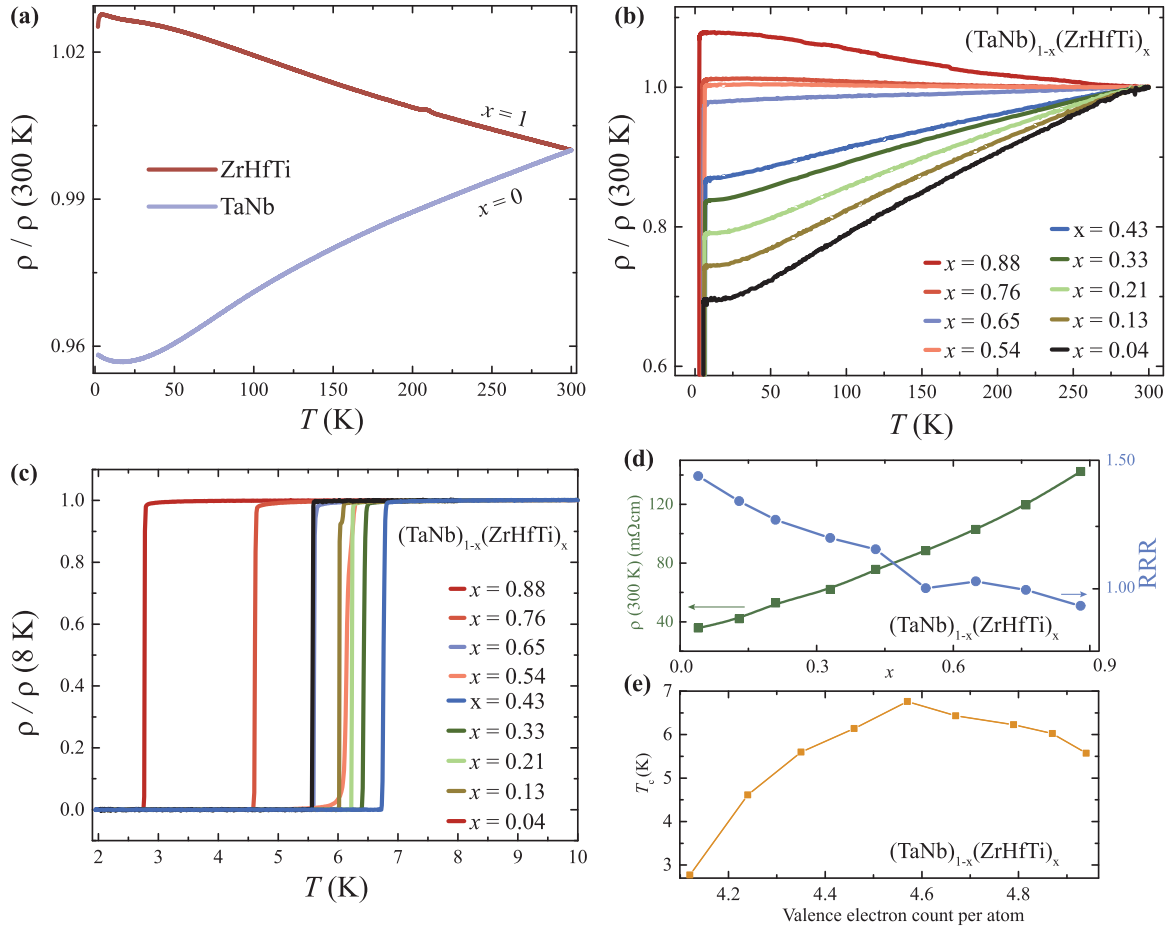 (a)
1.02
0.99
0.96
ρ / ρ (300 K)
x = 1
ZrHfTi
TaNb
x = 0
0 50 100 150 200 250 300
T (K)
(b)
(TaNb)1-x(ZrHfTi)x
1.0
0.8
0.6
ρ / ρ (300 K)
x = 0.88
x = 0.76
x = 0.65
x = 0.54
x = 0.43
x = 0.33
x = 0.21
x = 0.13
x = 0.04
0 50 100 150 200 250 300
T (K)
(c)
1.0
0.8
0.6
0.4
0.2
0.0
ρ / ρ (8 K)
(TaNb)1-x(ZrHfTi)x
x = 0.88
x = 0.76
x = 0.65
x = 0.54
x = 0.43
x = 0.33
x = 0.21
x = 0.13
x = 0.04
2 3 4 5 6 7 8 9 10
T (K)
(d)
120
80
40
ρ (300 K) (mΩcm)
1.50
1.00
RRR
(TaNb)1-x(ZrHfTi)x
0.0 0.3 0.6 0.9
x
(e)
7
6
5
4
3
Tc (K)
(TaNb)1-x(ZrHfTi)x
4.2 4.4 4.6 4.8
Valence electron count per atom